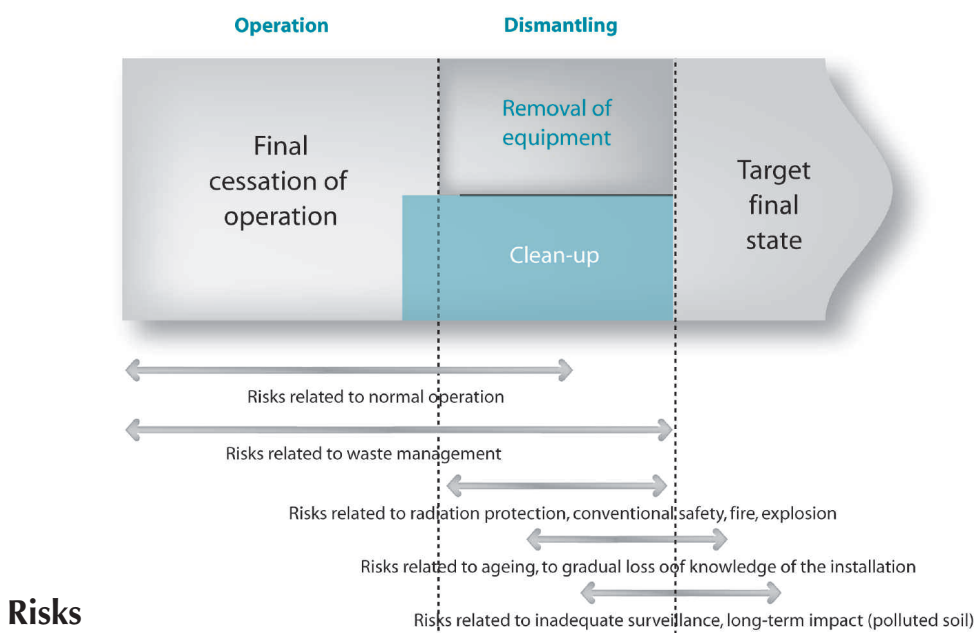 Operation
Dismantling
Final
cessation of
operation
Removal of
equipment
Clean-up
Target
final
state
Risks related to normal operation
Risks related to waste management
Risks related to radiation protection, conventional safety, fire, explosion
Risks related to ageing, to gradual loss oof knowledge of the installation
Risks
Risks related to inadequate surveillance, long-term impact (polluted soil)